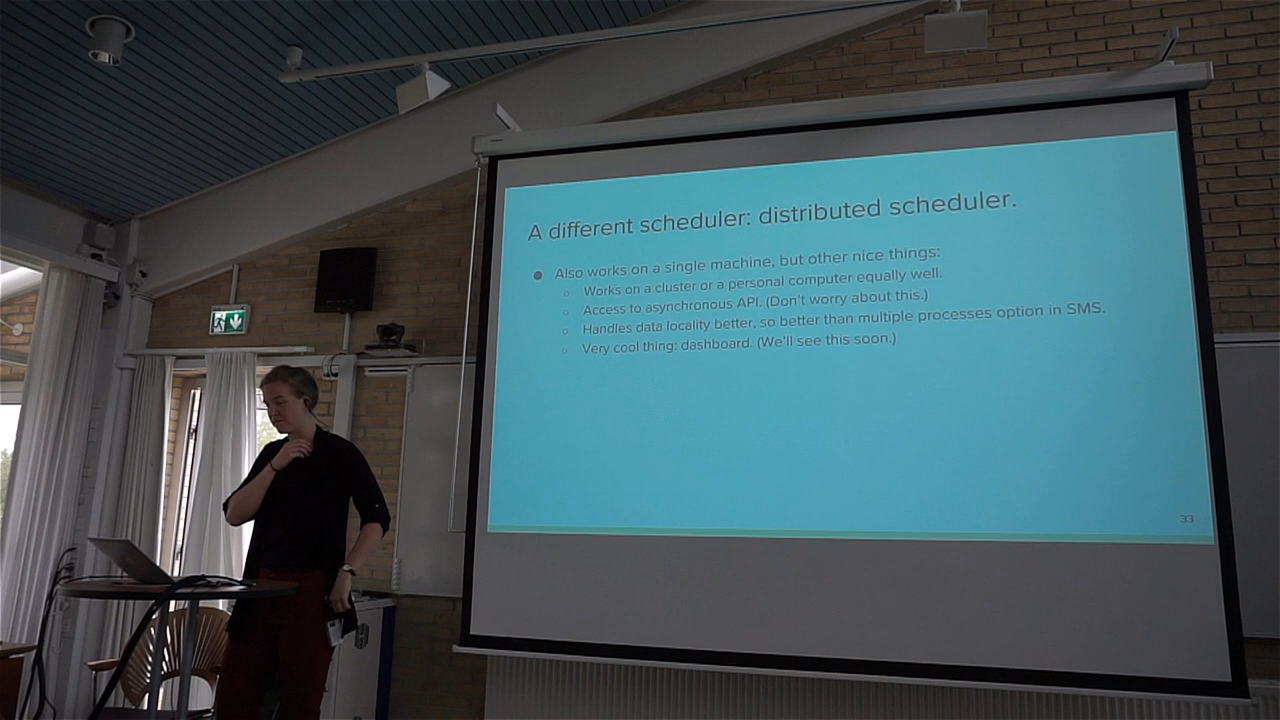 A different scheduler: distributed scheduler.
● Also works on a single machine, but other nice things:
○ Works on a cluster or a personal computer equally well.
○ Access to asynchronous API. (Don't worry about this.)
○ Handles data locality better, so better than multiple processes option in SMS.
○ Very cool thing: dashboard. (We'll see this soon.)
33